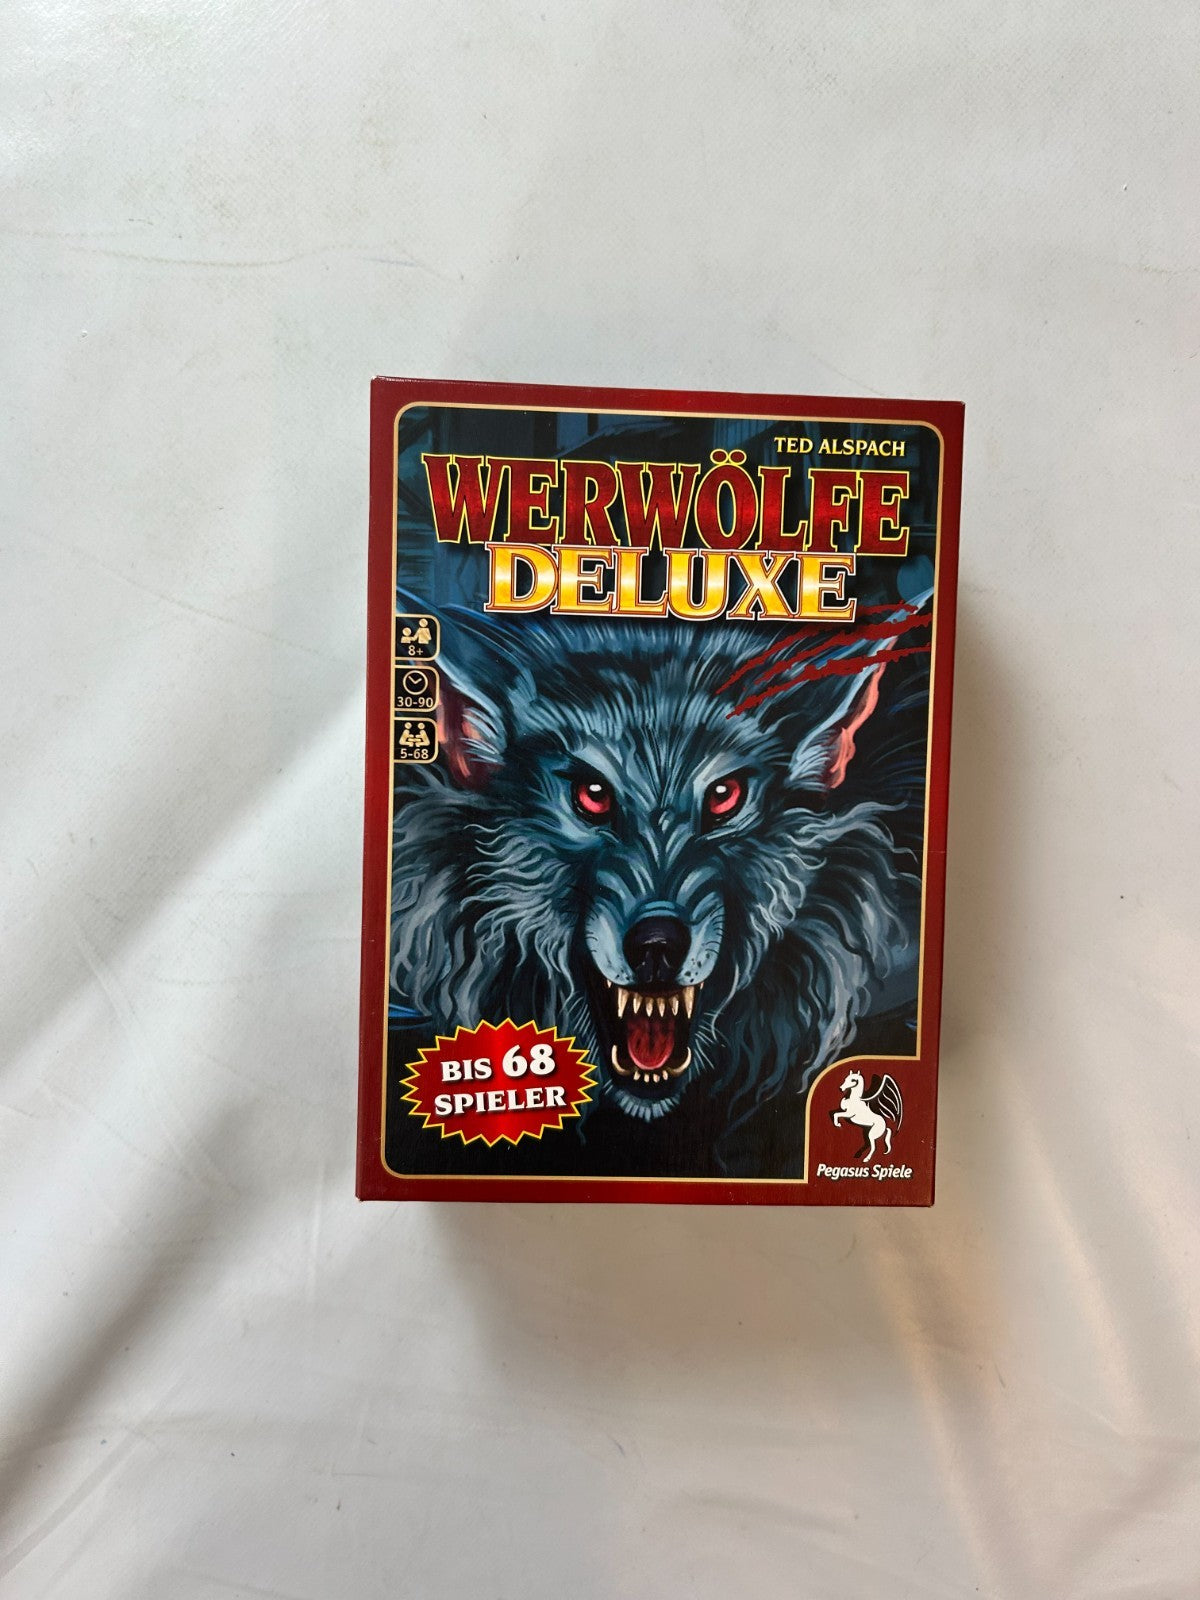 TED ALSPACH
WERWÖLFE
DELUXE
8+
30-90
5-68
BIS 68
SPIELER
Pegasus Spiele